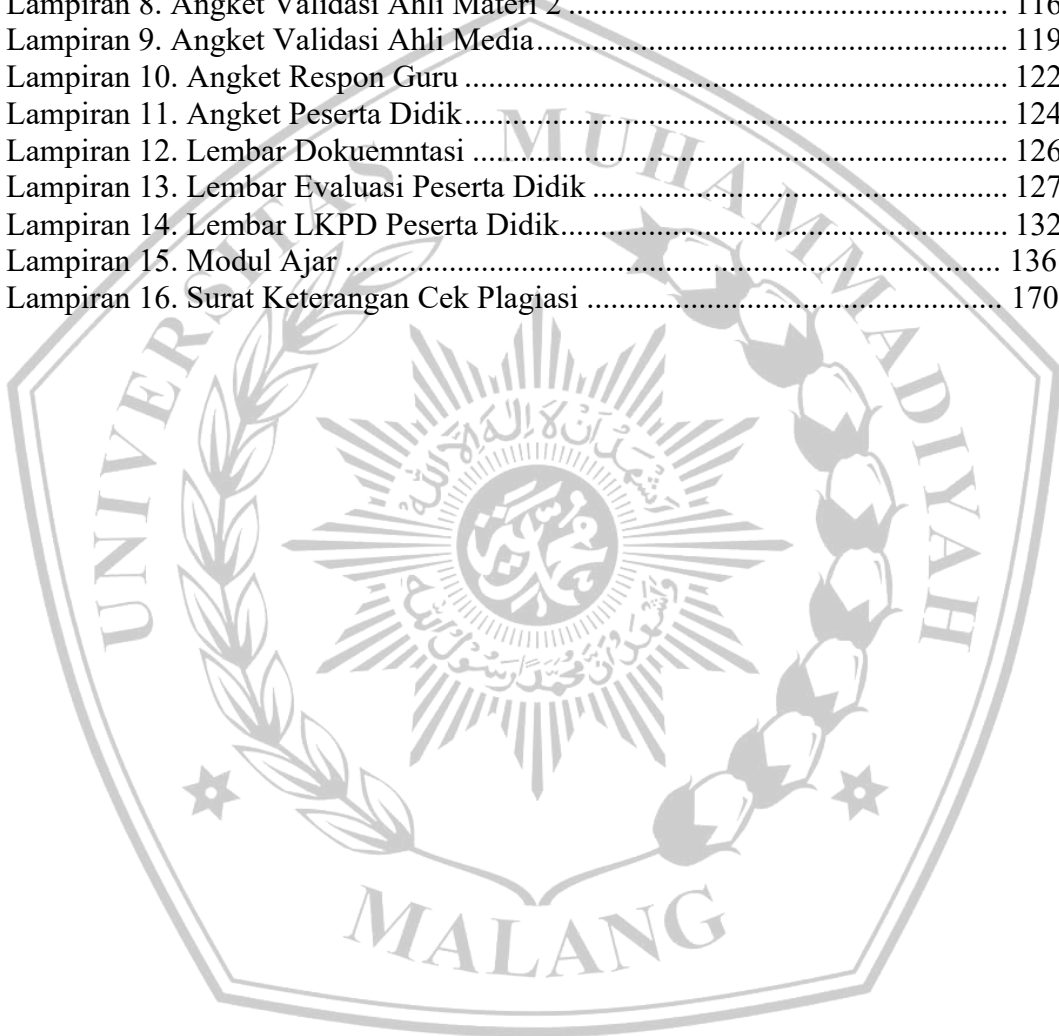 Lampiran 8. Angket Validasi Ahli Materi 2 ............................................................ 116
Lampiran 9. Angket Validasi Ahli Media................................................................ 119
Lampiran 10. Angket Respon Guru ......................................................................... 122
Lampiran 11. Angket Peserta Didik......................................................................... 124
Lampiran 12. Lembar Dokuemntasi ........................................................................ 126
Lampiran 13. Lembar Evaluasi Peserta Didik ........................................................ 127
Lampiran 14. Lembar LKPD Peserta Didik............................................................. 132
Lampiran 15. Modul Ajar ....................................................................................... 136
Lampiran 16. Surat Keterangan Cek Plagiasi ........................................................ 170
UNIVERSITAS MUHAMMADIYAH
MALANG